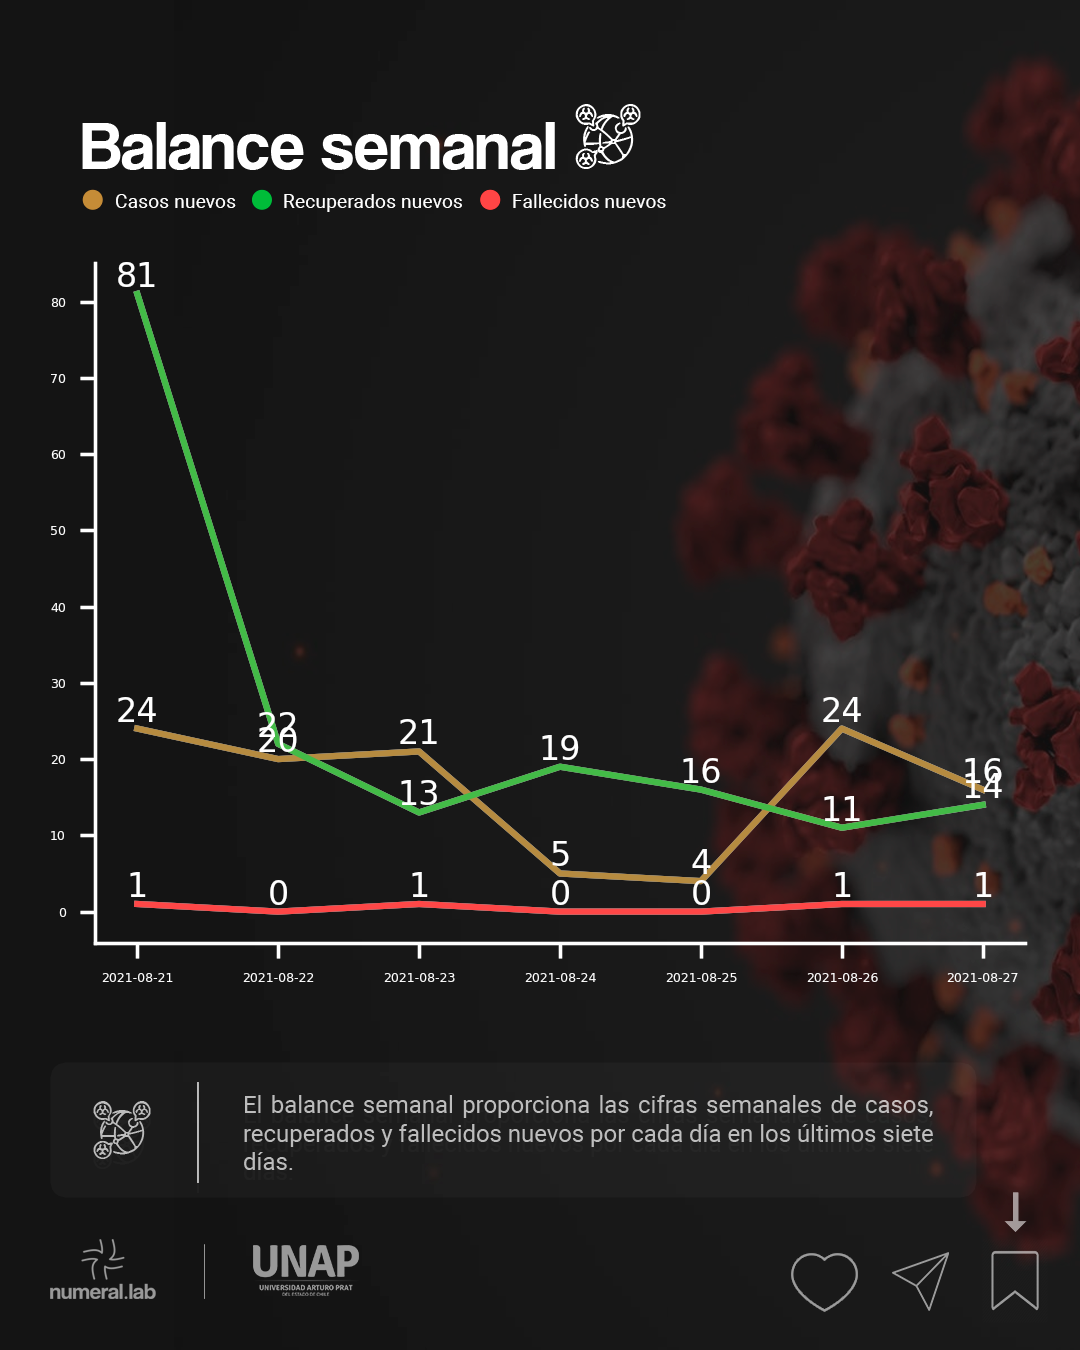 Balance semanal
Casos nuevos Recuperados nuevos Fallecidos nuevos
81
80
70
60
50
40
30
24 22 24
20 21 19 16 16
20
13 11 14
10
5 4
1 0 1 0 0 1 1
0
2021-08-21 2021-08-22 2021-08-23 2021-08-24 2021-08-25 2021-08-26 2021-08-27
El balance semanal proporciona las cifras semanales de casos,
recuperados y fallecidos nuevos por cada día en los últimos siete
días.
numeral.lab
UNAP
UNIVERSIDAD ARTURO PRAT
DEL ESTADO DE CHILE